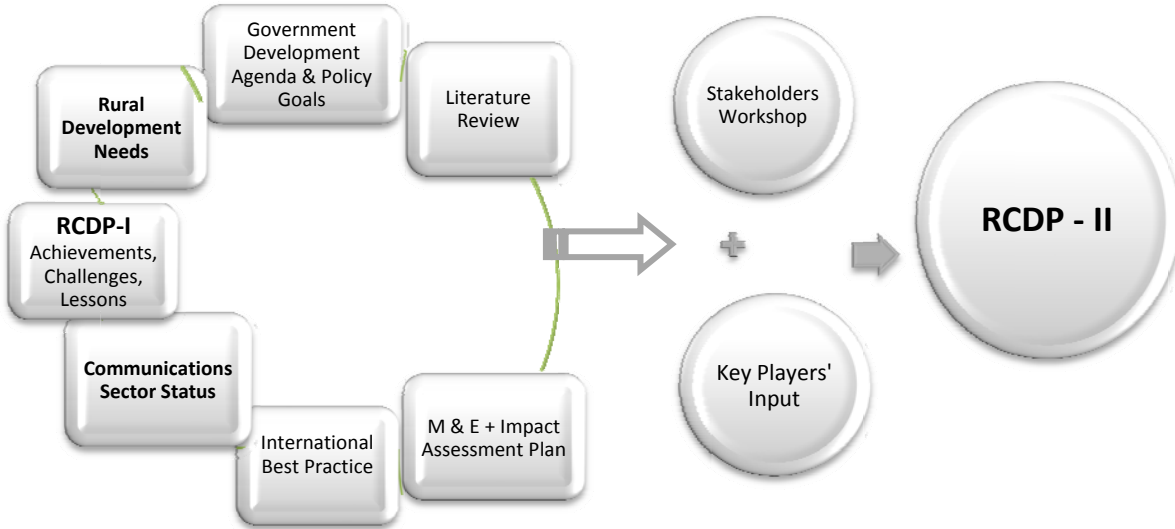 Government
Development
Agenda & Policy
Goals
Literature
Review
Rural
Development
Needs
RCDP-I
Achievements,
Challenges,
Lessons
Communications
Sector Status
International
Best Practice
M & E + Impact
Assessment Plan
Stakeholders
Workshop
+
Key Players'
Input
RCDP - II